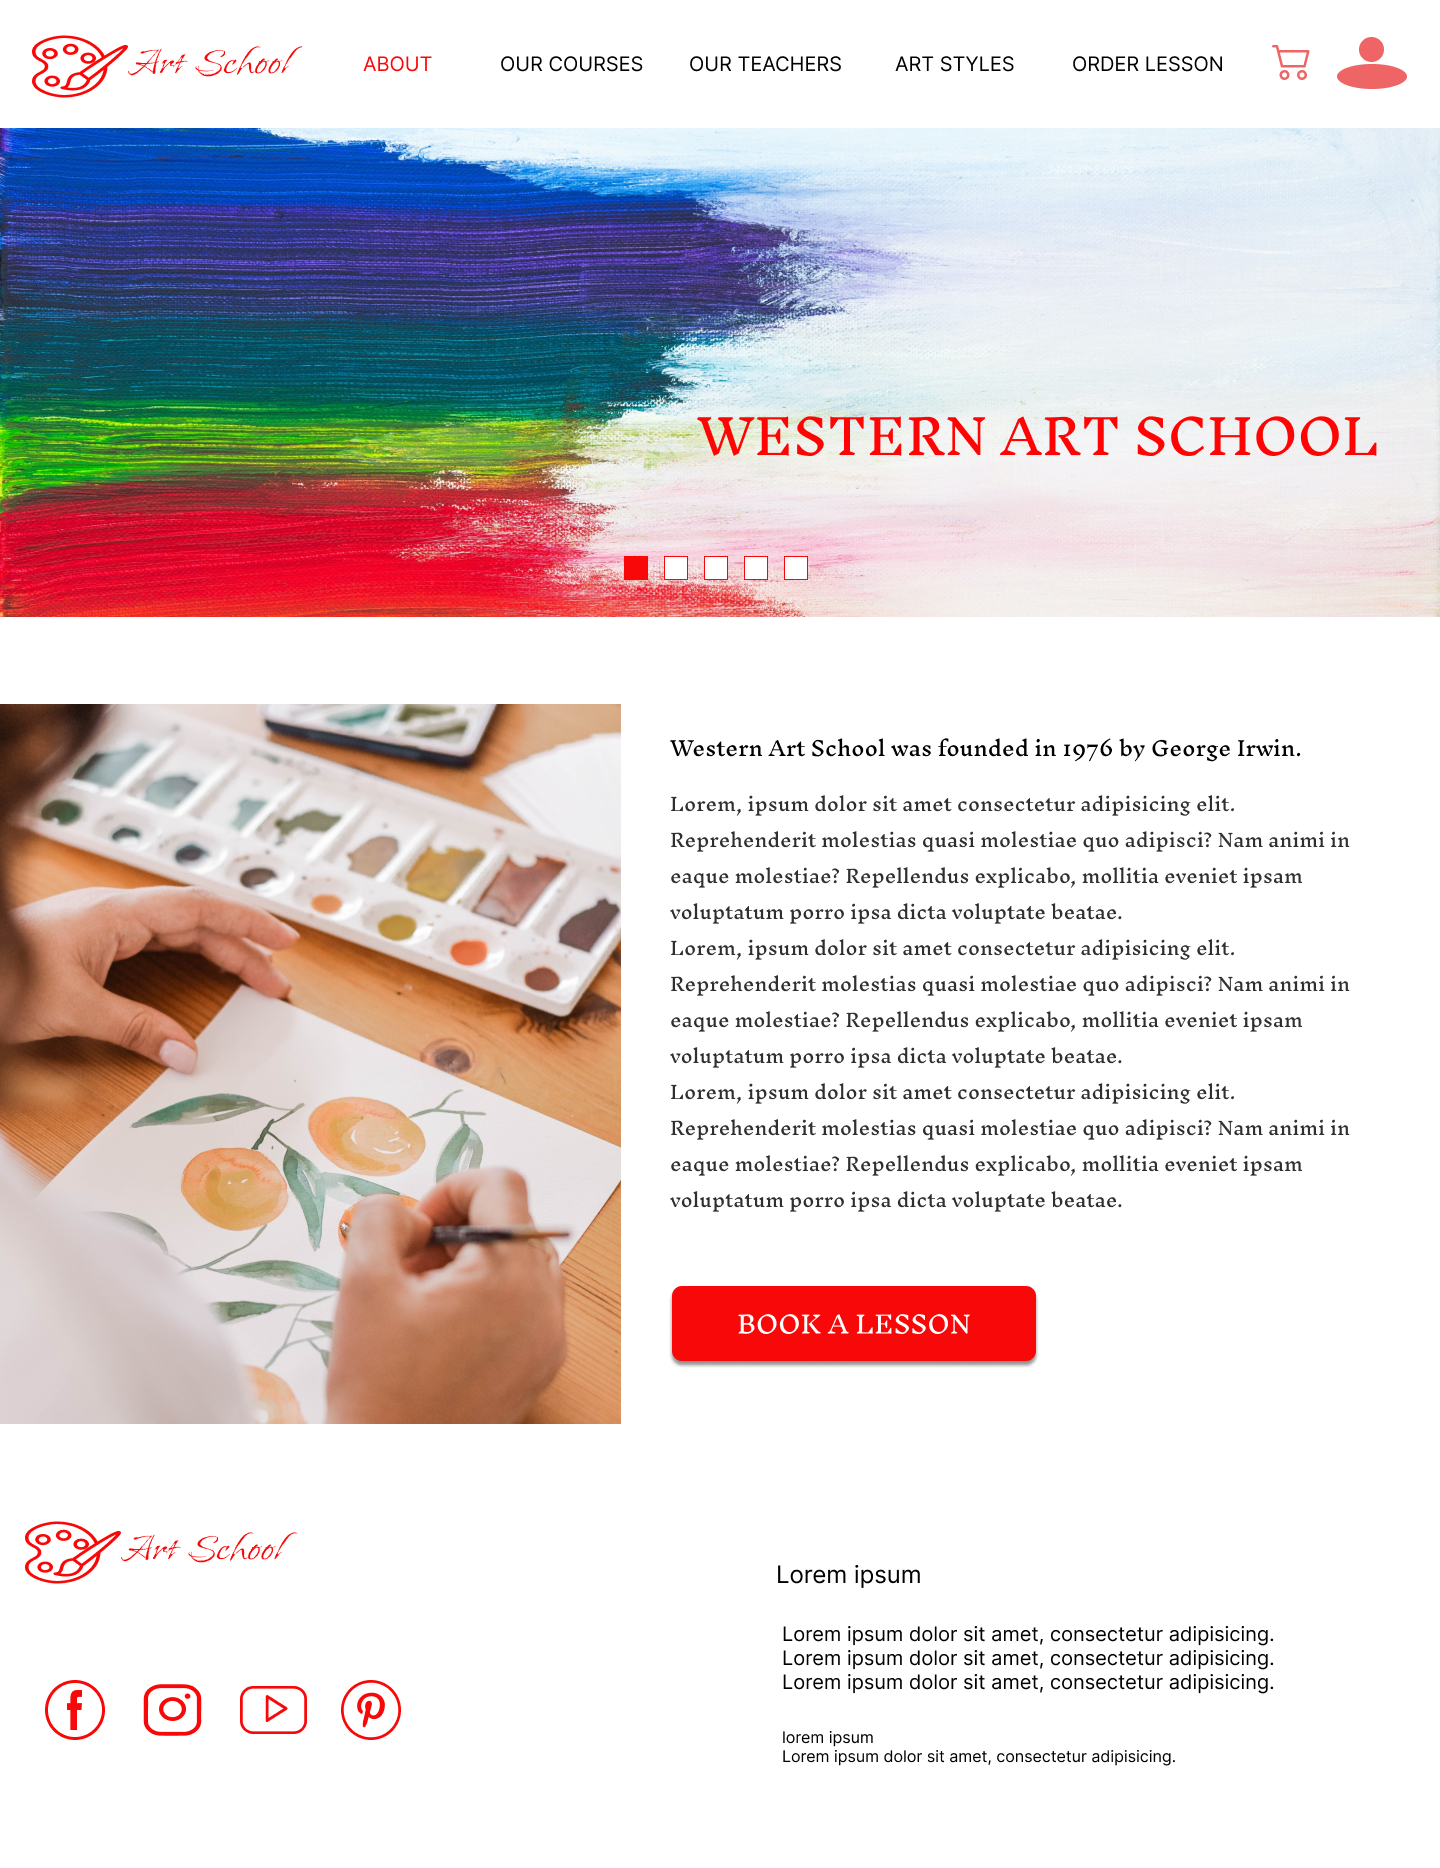 Art School
ABOUT
OUR COURSES
OUR TEACHERS
ART STYLES
ORDER LESSON
WESTERN ART SCHOOL
Western Art School was founded in 1976 by George Irwin.
Lorem, ipsum dolor sit amet consectetur adipisicing elit.
Reprehenderit molestias quasi molestiae quo adipisci? Nam animi in
eaque molestiae? Repellendus explicabo, mollitia eveniet ipsam
voluptatum porro ipsa dicta voluptate beatae.
Lorem, ipsum dolor sit amet consectetur adipisicing elit.
Reprehenderit molestias quasi molestiae quo adipisci? Nam animi in
eaque molestiae? Repellendus explicabo, mollitia eveniet ipsam
voluptatum porro ipsa dicta voluptate beatae.
Lorem, ipsum dolor sit amet consectetur adipisicing elit.
Reprehenderit molestias quasi molestiae quo adipisci? Nam animi in
eaque molestiae? Repellendus explicabo, mollitia eveniet ipsam
voluptatum porro ipsa dicta voluptate beatae.
BOOK A LESSON
Art School
Lorem ipsum
Lorem ipsum dolor sit amet, consectetur adipisicing.
Lorem ipsum dolor sit amet, consectetur adipisicing.
Lorem ipsum dolor sit amet, consectetur adipisicing.
lorem ipsum
Lorem ipsum dolor sit amet, consectetur adipisicing.